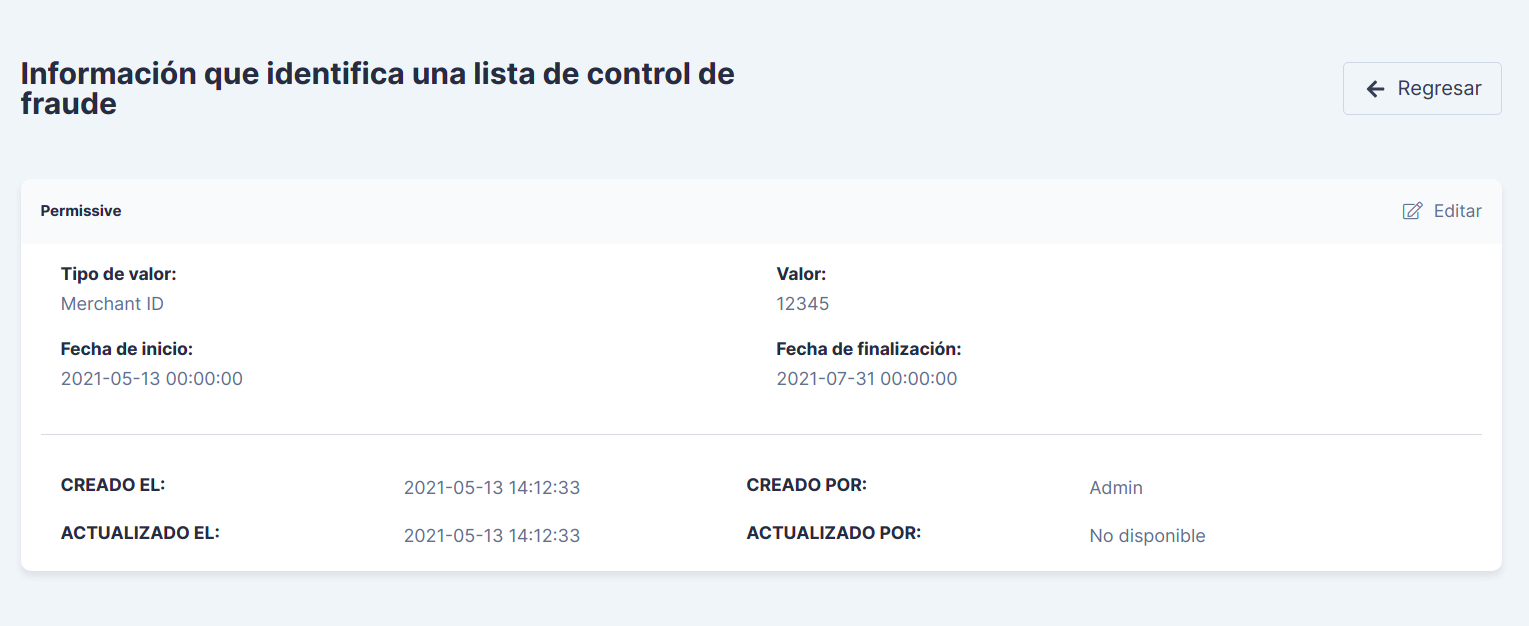 Información que identifica una lista de control de
fraude
Regresar
Permissive
Editar
Tipo de valor:
Valor:
Merchant ID
12345
Fecha de inicio:
Fecha de finalización:
2021-05-13 00:00:00
2021-07-31 00:00:00
CREADO EL:
2021-05-13 14:12:33
CREADO POR:
Admin
ACTUALIZADO EL:
2021-05-13 14:12:33
ACTUALIZADO POR:
No disponible